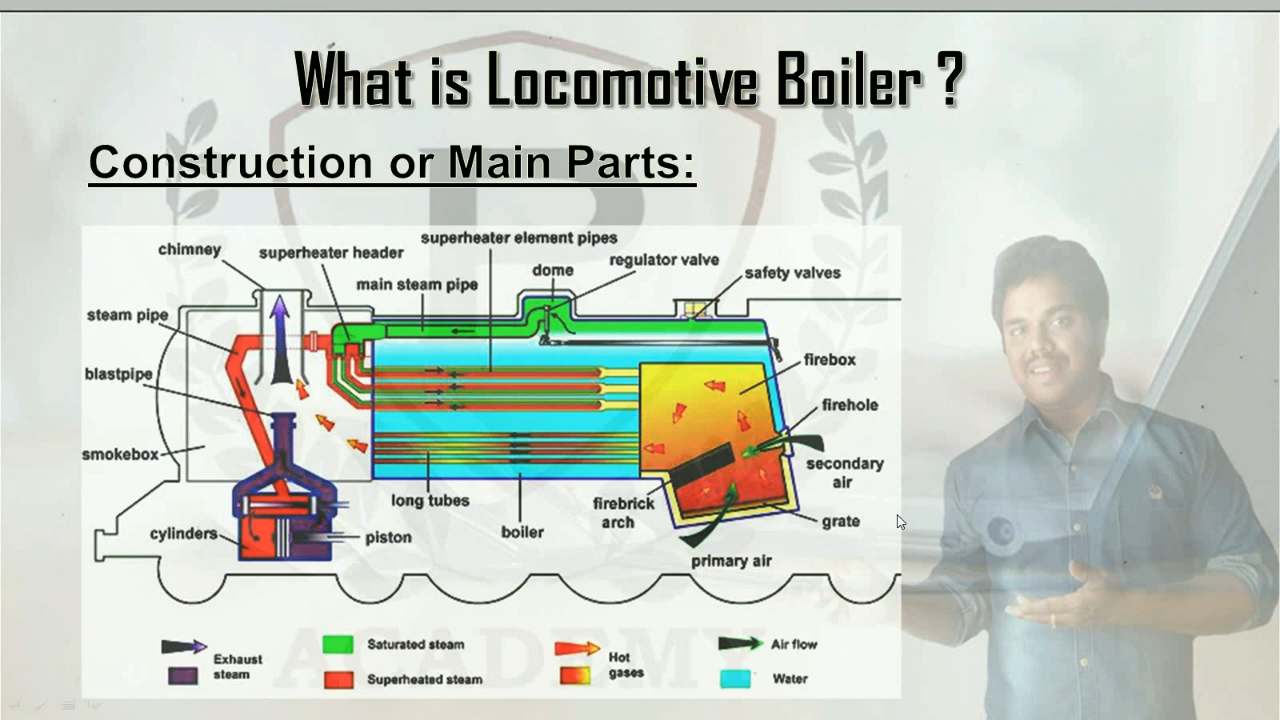 What is Locomotive Boiler ?
Construction or Main Parts:
superheater element pipes
chimney
superheater header
regulator valve
dome
safety valves
main steam pipe
steam pipe
firebox
blastpipe
firehole
smokebox
secondary
air
long tubes
firebrick
arch
grate
cylinders
piston
boiler
primary air
Exhaust
steam
Saturated steam
Superheated steam
Hot
gases
Air flow
Water
P
ACADEMY